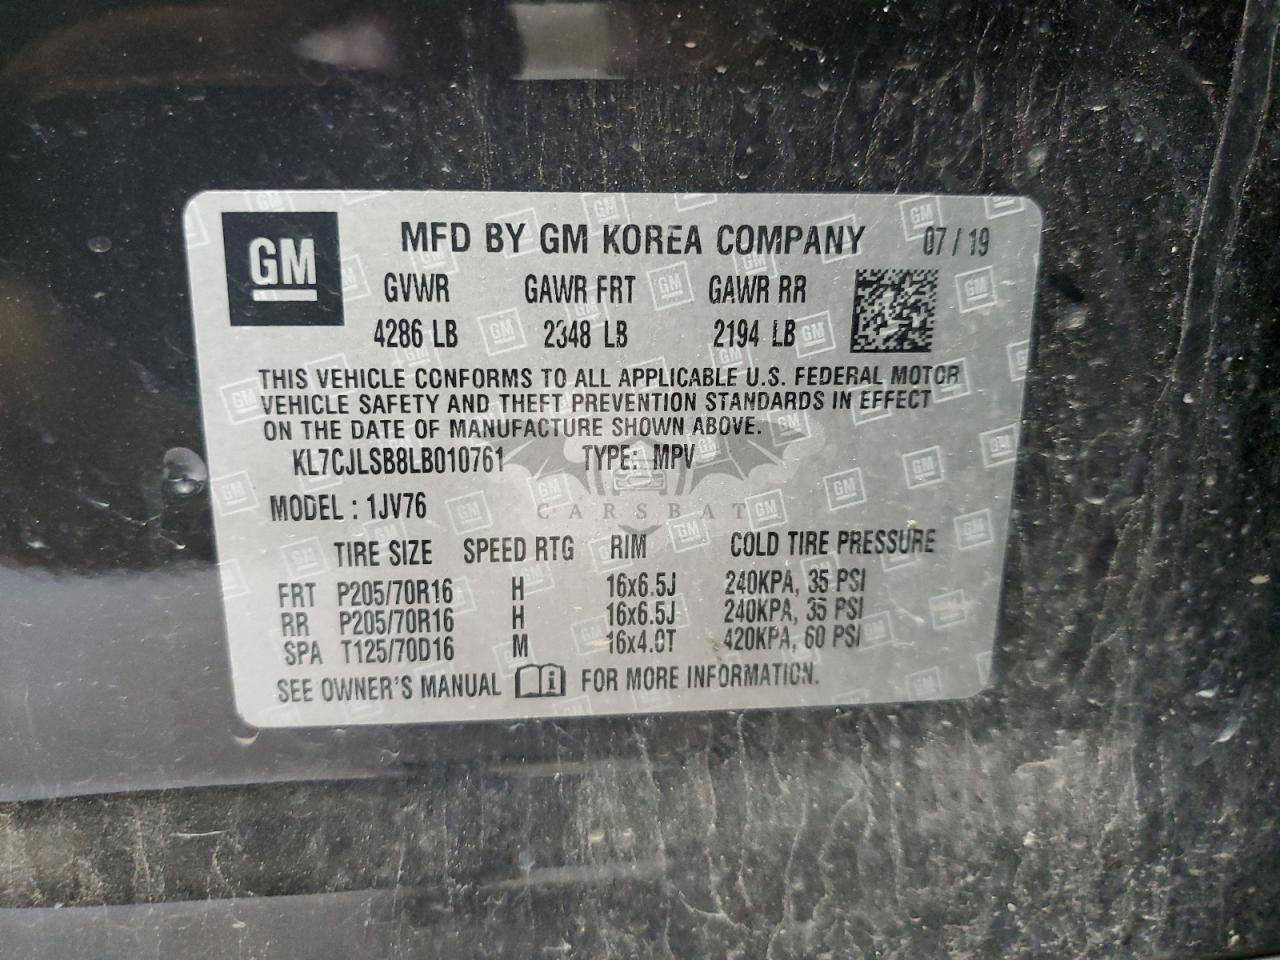 GM
MFD BY GM KOREA COMPANY 07 / 19
GVWR GAWR FRT GAWR RR
4286 LB 2348 LB 2194 LB
THIS VEHICLE CONFORMS TO ALL APPLICABLE U.S. FEDERAL MOTOR
VEHICLE SAFETY AND THEFT PREVENTION STANDARDS IN EFFECT
ON THE DATE OF MANUFACTURE SHOWN ABOVE.
KL7CJLSB8LB010761 TYPE: MPV
CARSBAT
MODEL : 1JV76
TIRE SIZE SPEED RTG RIM COLD TIRE PRESSURE
FRT P205/70R16 H 16x6.5J 240KPA, 35 PSI
RR P205/70R16 H 16x6.5J 240KPA, 35 PSI
SPA T125/70D16 M 16x4.0T 420KPA, 60 PSI
SEE OWNER'S MANUAL i FOR MORE INFORMATION.